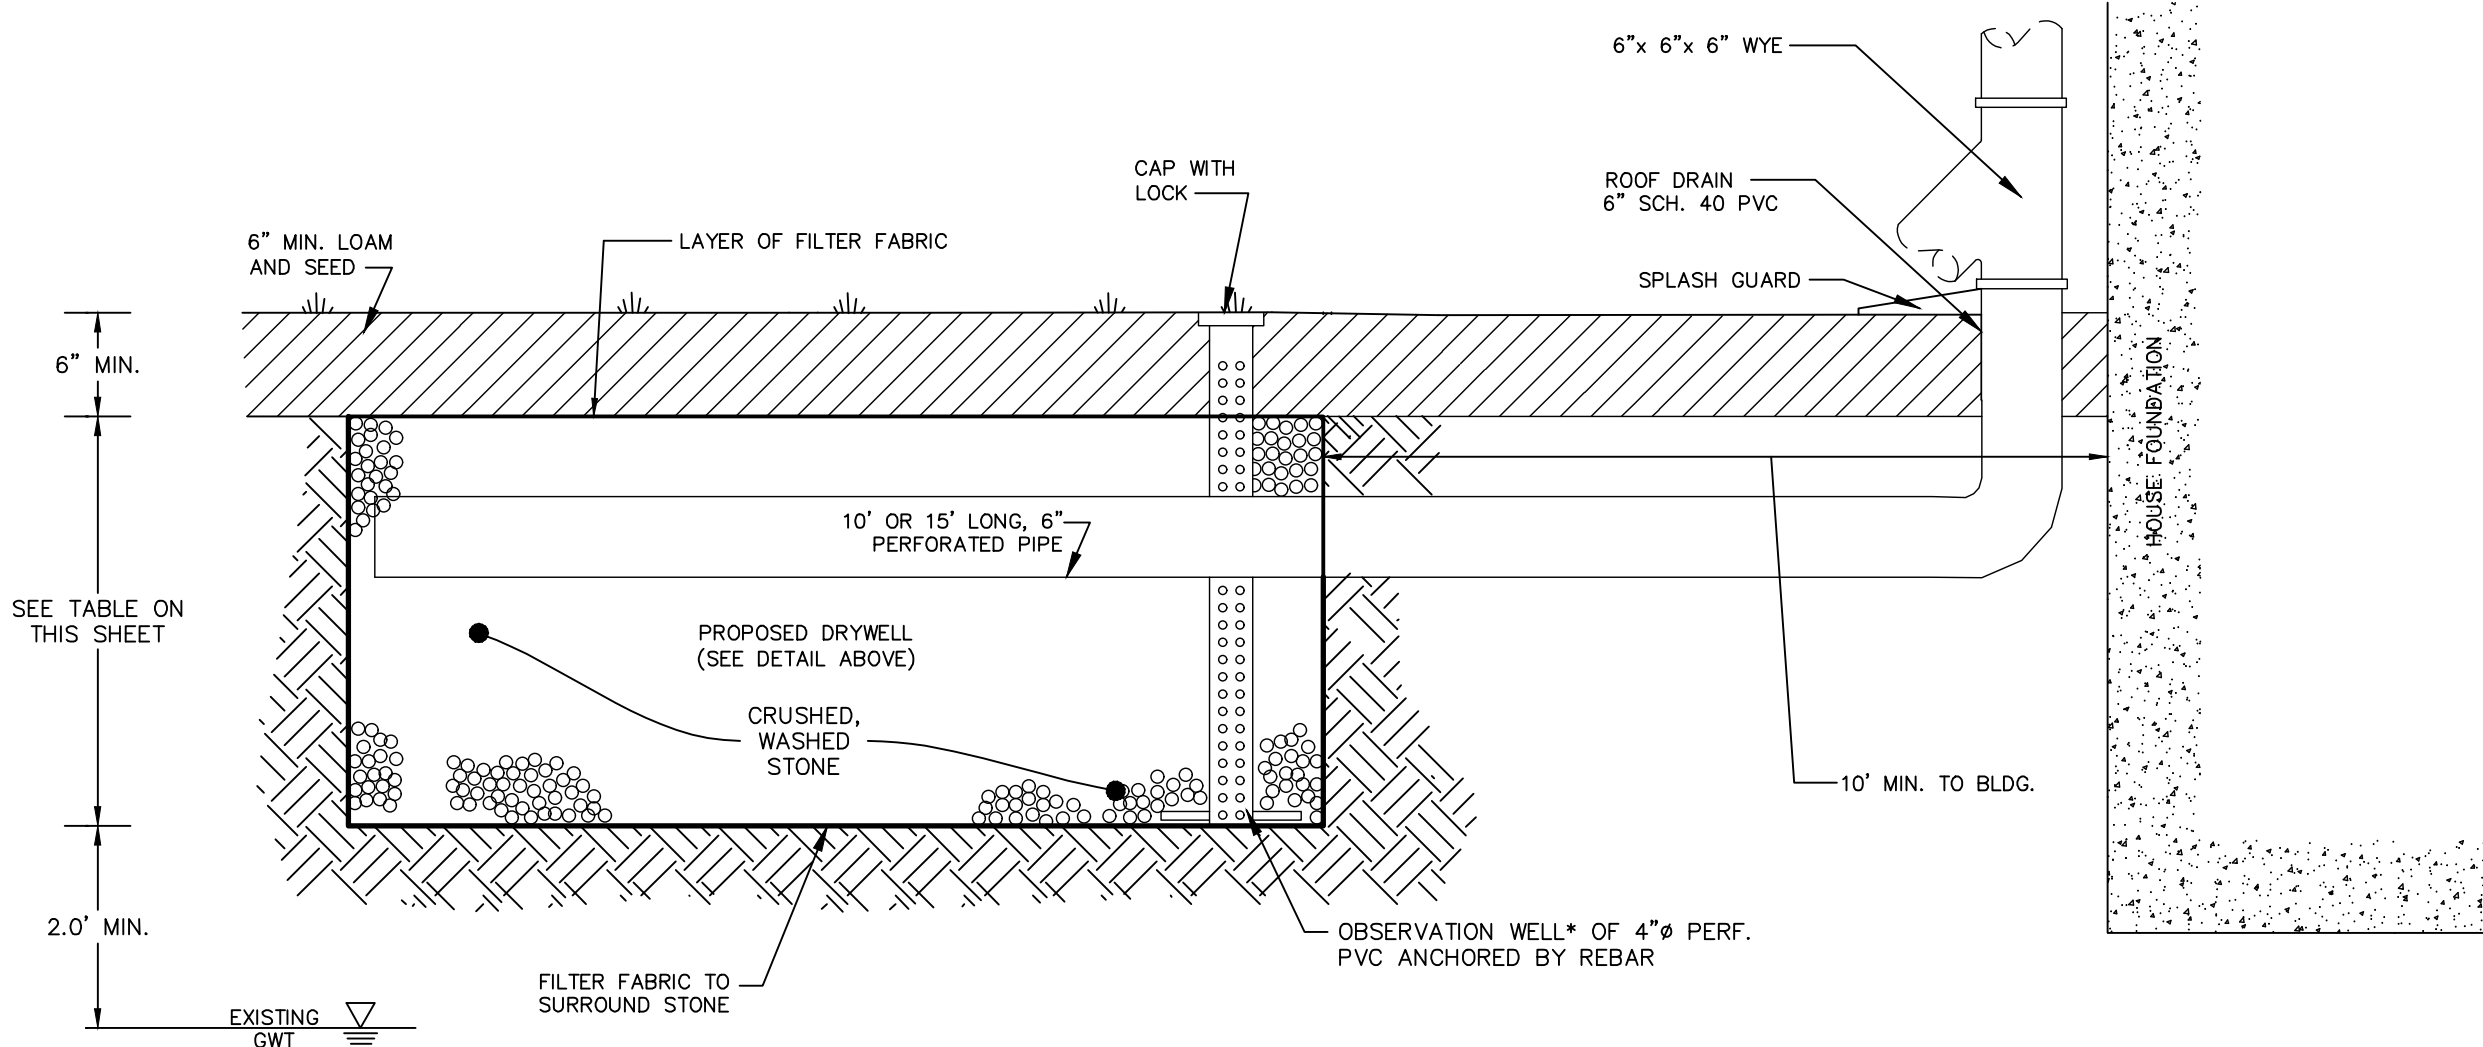 6"x 6"x 6" WYE
CAP WITH
LOCK
ROOF DRAIN
6" SCH. 40 PVC
6" MIN. LOAM
AND SEED
LAYER OF FILTER FABRIC
SPLASH GUARD
6" MIN.
HOUSE FOUNDATION
10' OR 15' LONG, 6"
PERFORATED PIPE
SEE TABLE ON
THIS SHEET
PROPOSED DRYWELL
(SEE DETAIL ABOVE)
CRUSHED,
WASHED
STONE
10' MIN. TO BLDG.
2.0' MIN.
OBSERVATION WELL* OF 4"ø PERF.
PVC ANCHORED BY REBAR
FILTER FABRIC TO
SURROUND STONE
EXISTING
GWT